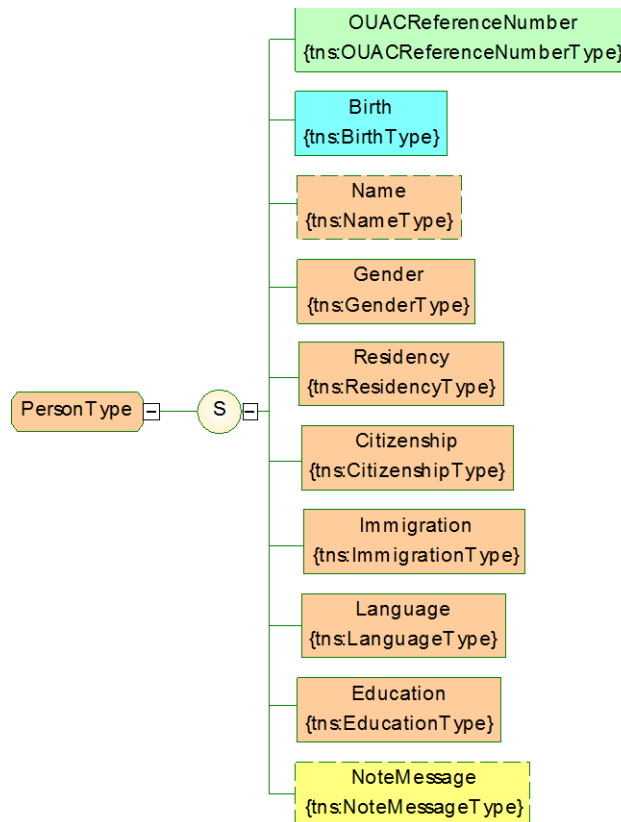 OUACReferenceNumber
{tns:OUACReferenceNumberType}
Birth
{tns:BirthType}
Name
{tns:NameType}
Gender
{tns:GenderType}
Residency
{tns:ResidencyType}
PersonType
S
Citizenship
{tns:CitizenshipType}
Immigration
{tns:ImmigrationType}
Language
{tns:LanguageType}
Education
{tns:EducationType}
NoteMessage
{tns:NoteMessageType}